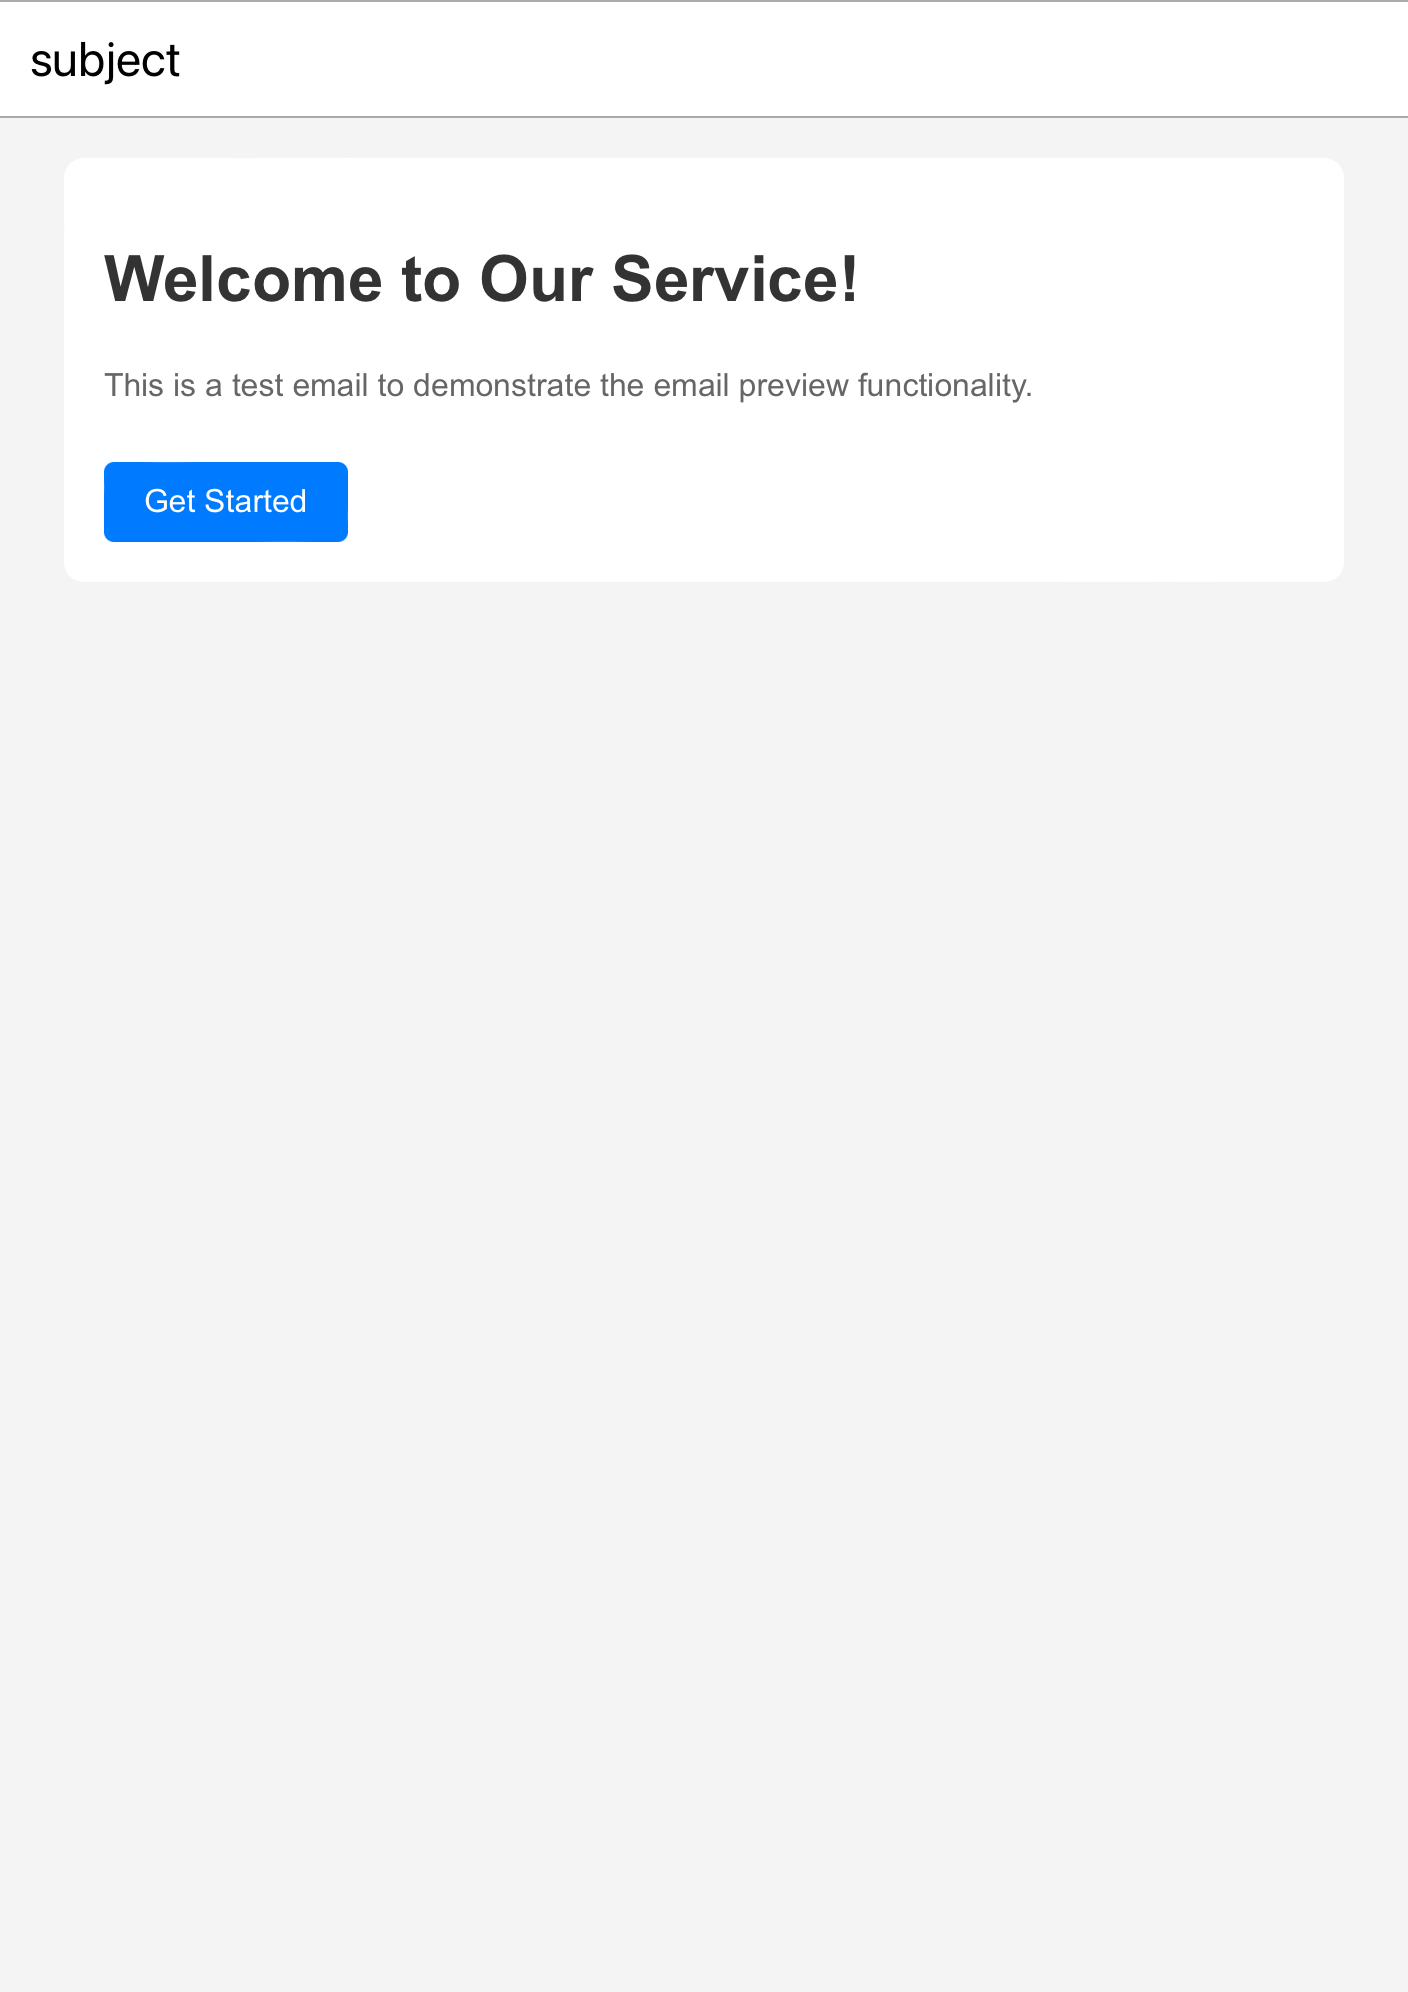 subject
Welcome to Our Service!
This is a test email to demonstrate the email preview functionality.
Get Started